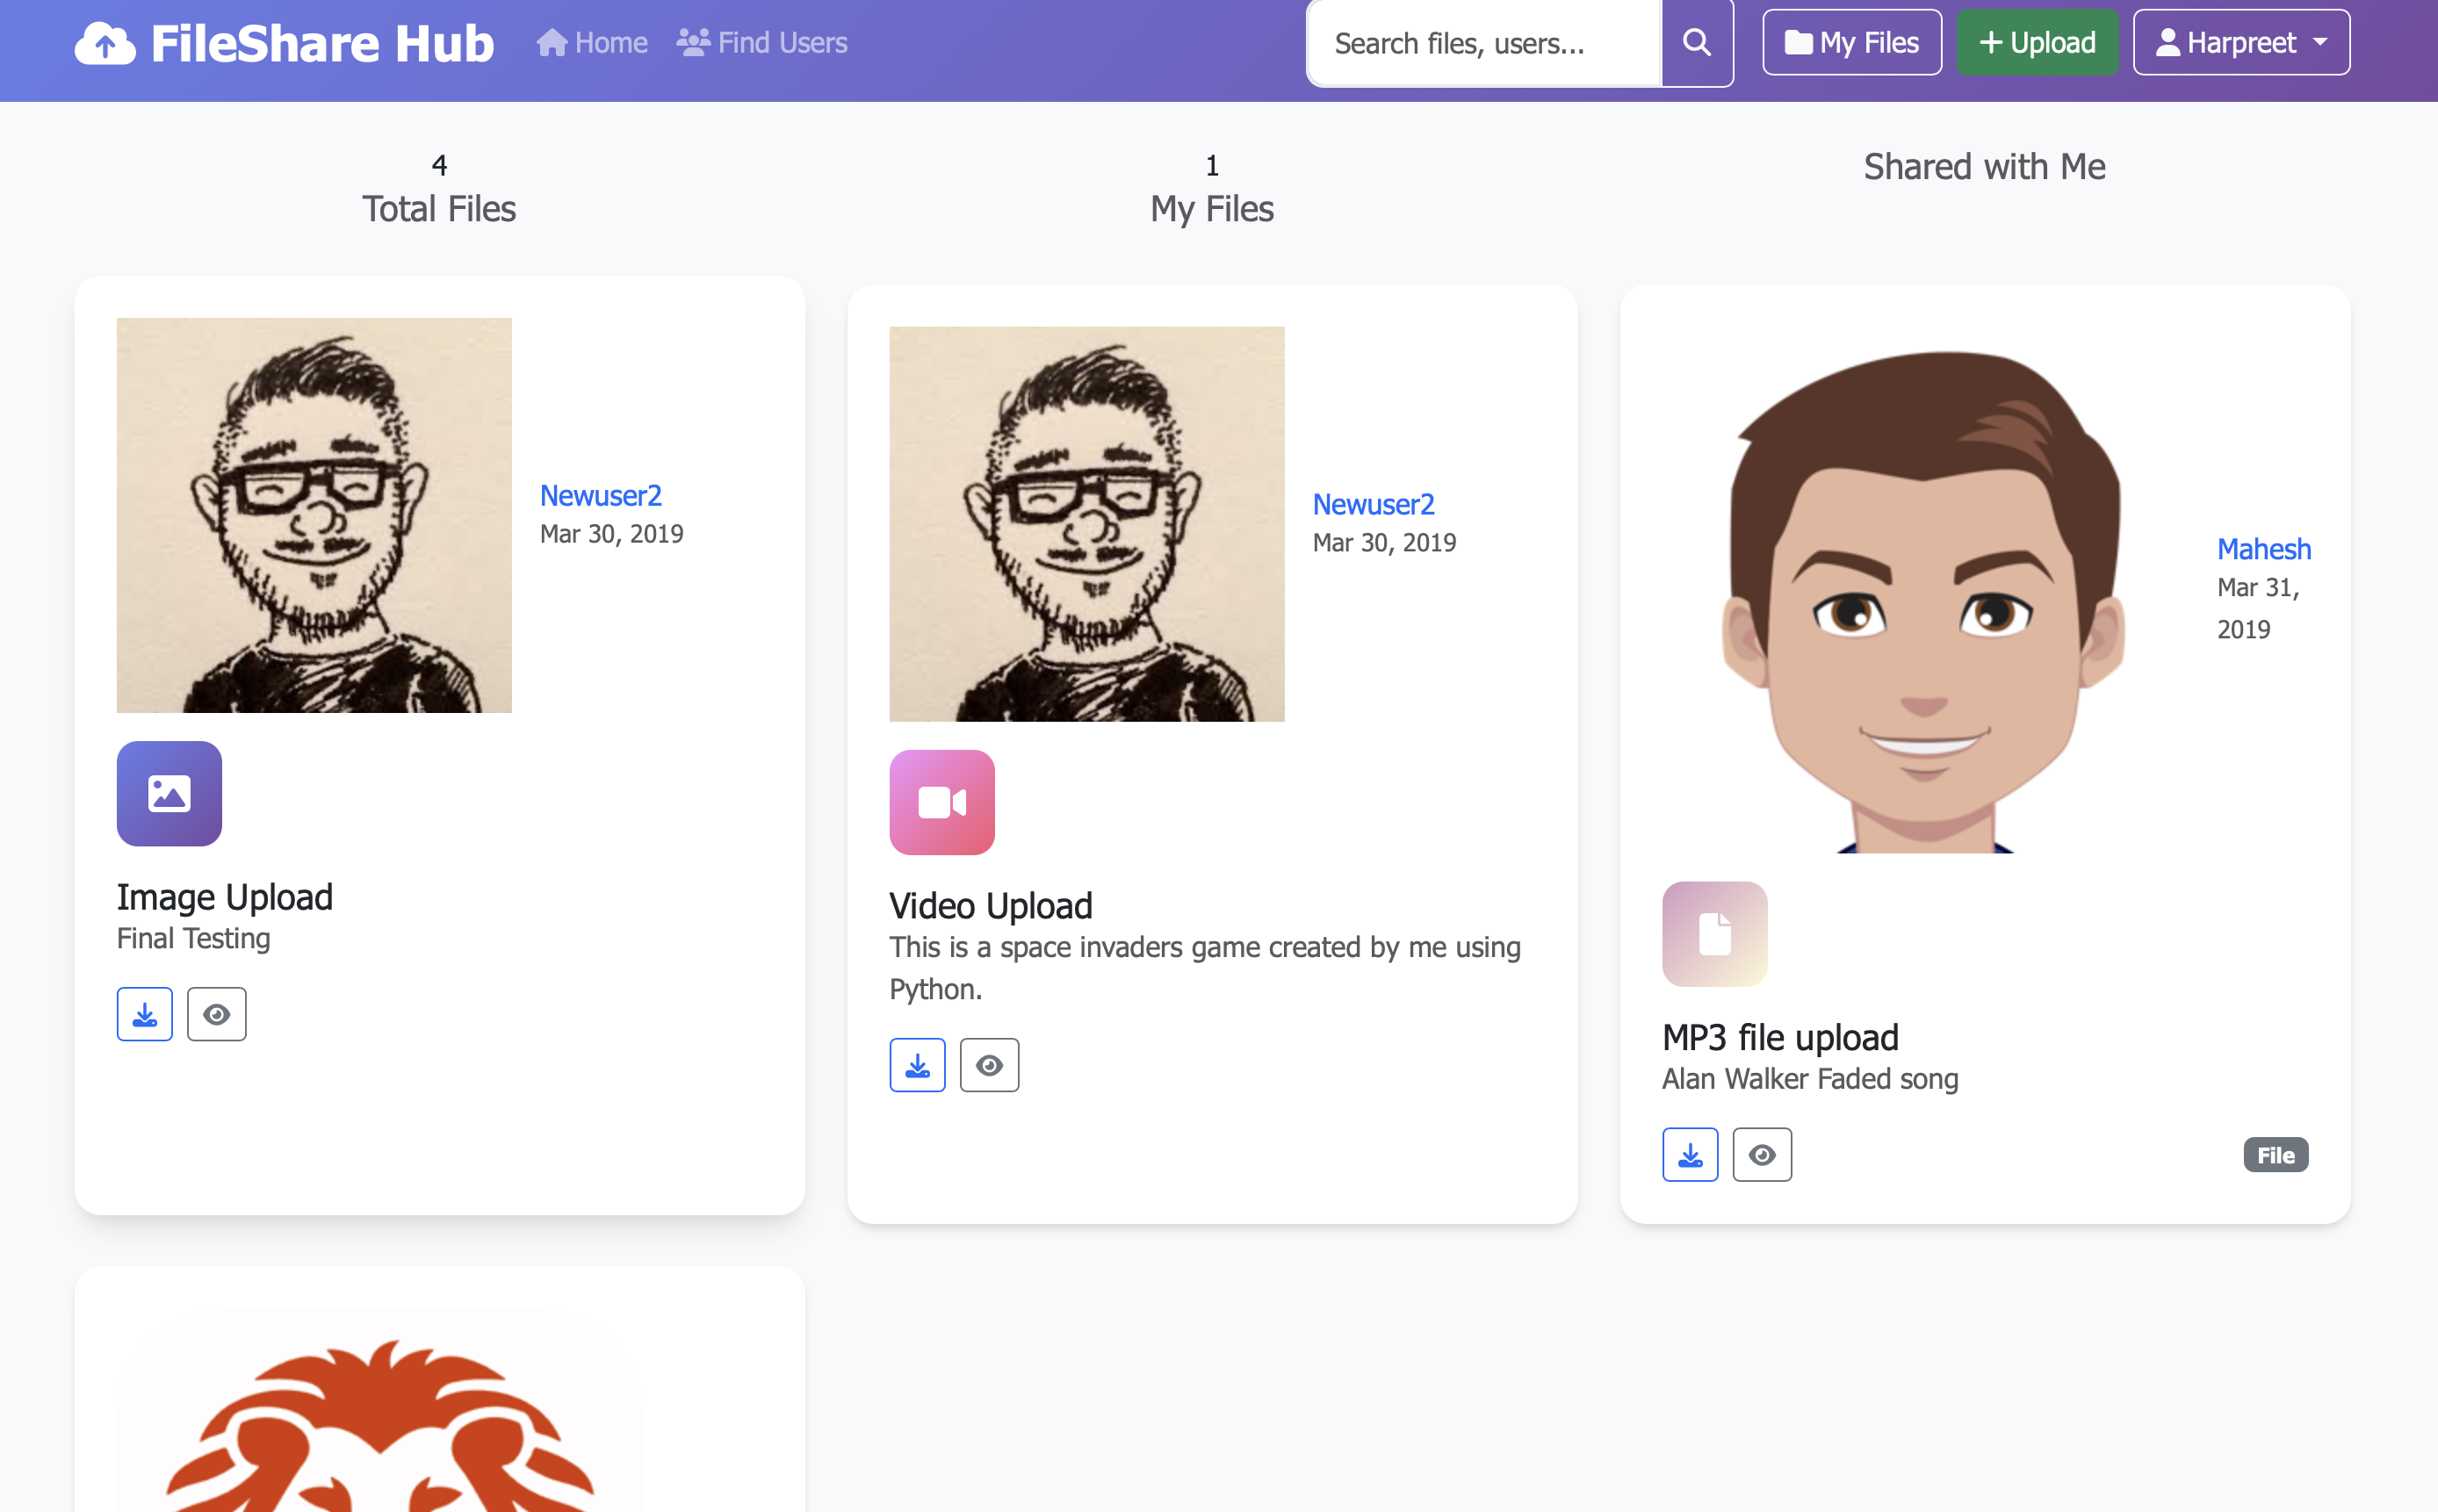 FileShare Hub Home Find Users Search files, users... My Files + Upload Harpreet
4
Total Files
1
My Files
Shared with Me
Newuser2
Mar 30, 2019
Image Upload
Final Testing
Newuser2
Mar 30, 2019
Video Upload
This is a space invaders game created by me using
Python.
Mahesh
Mar 31,
2019
MP3 file upload
Alan Walker Faded song
File